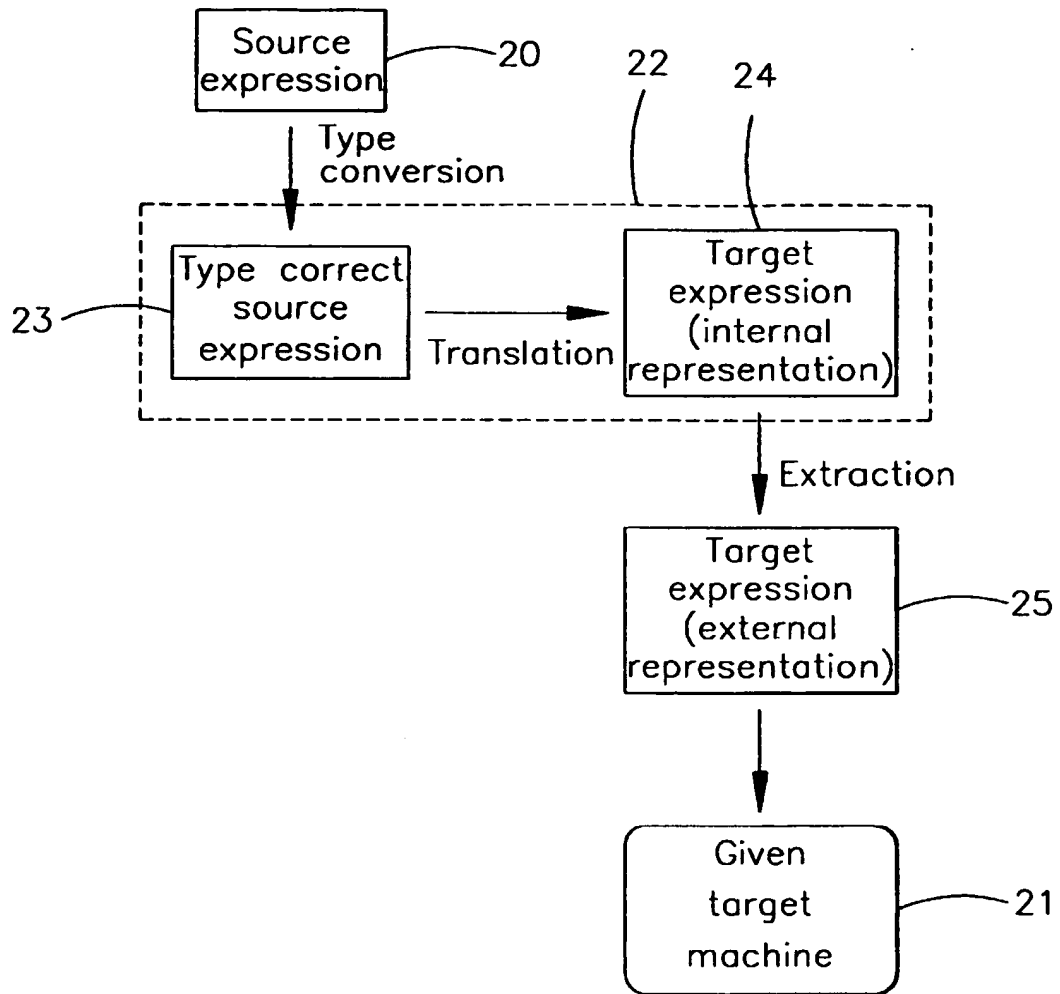 Source
expression
20
Type
conversion
22
24
Type correct
source
expression
23
Translation
Target
expression
(internal
representation)
Extraction
Target
expression
(external
representation)
25
Given
target
machine
21